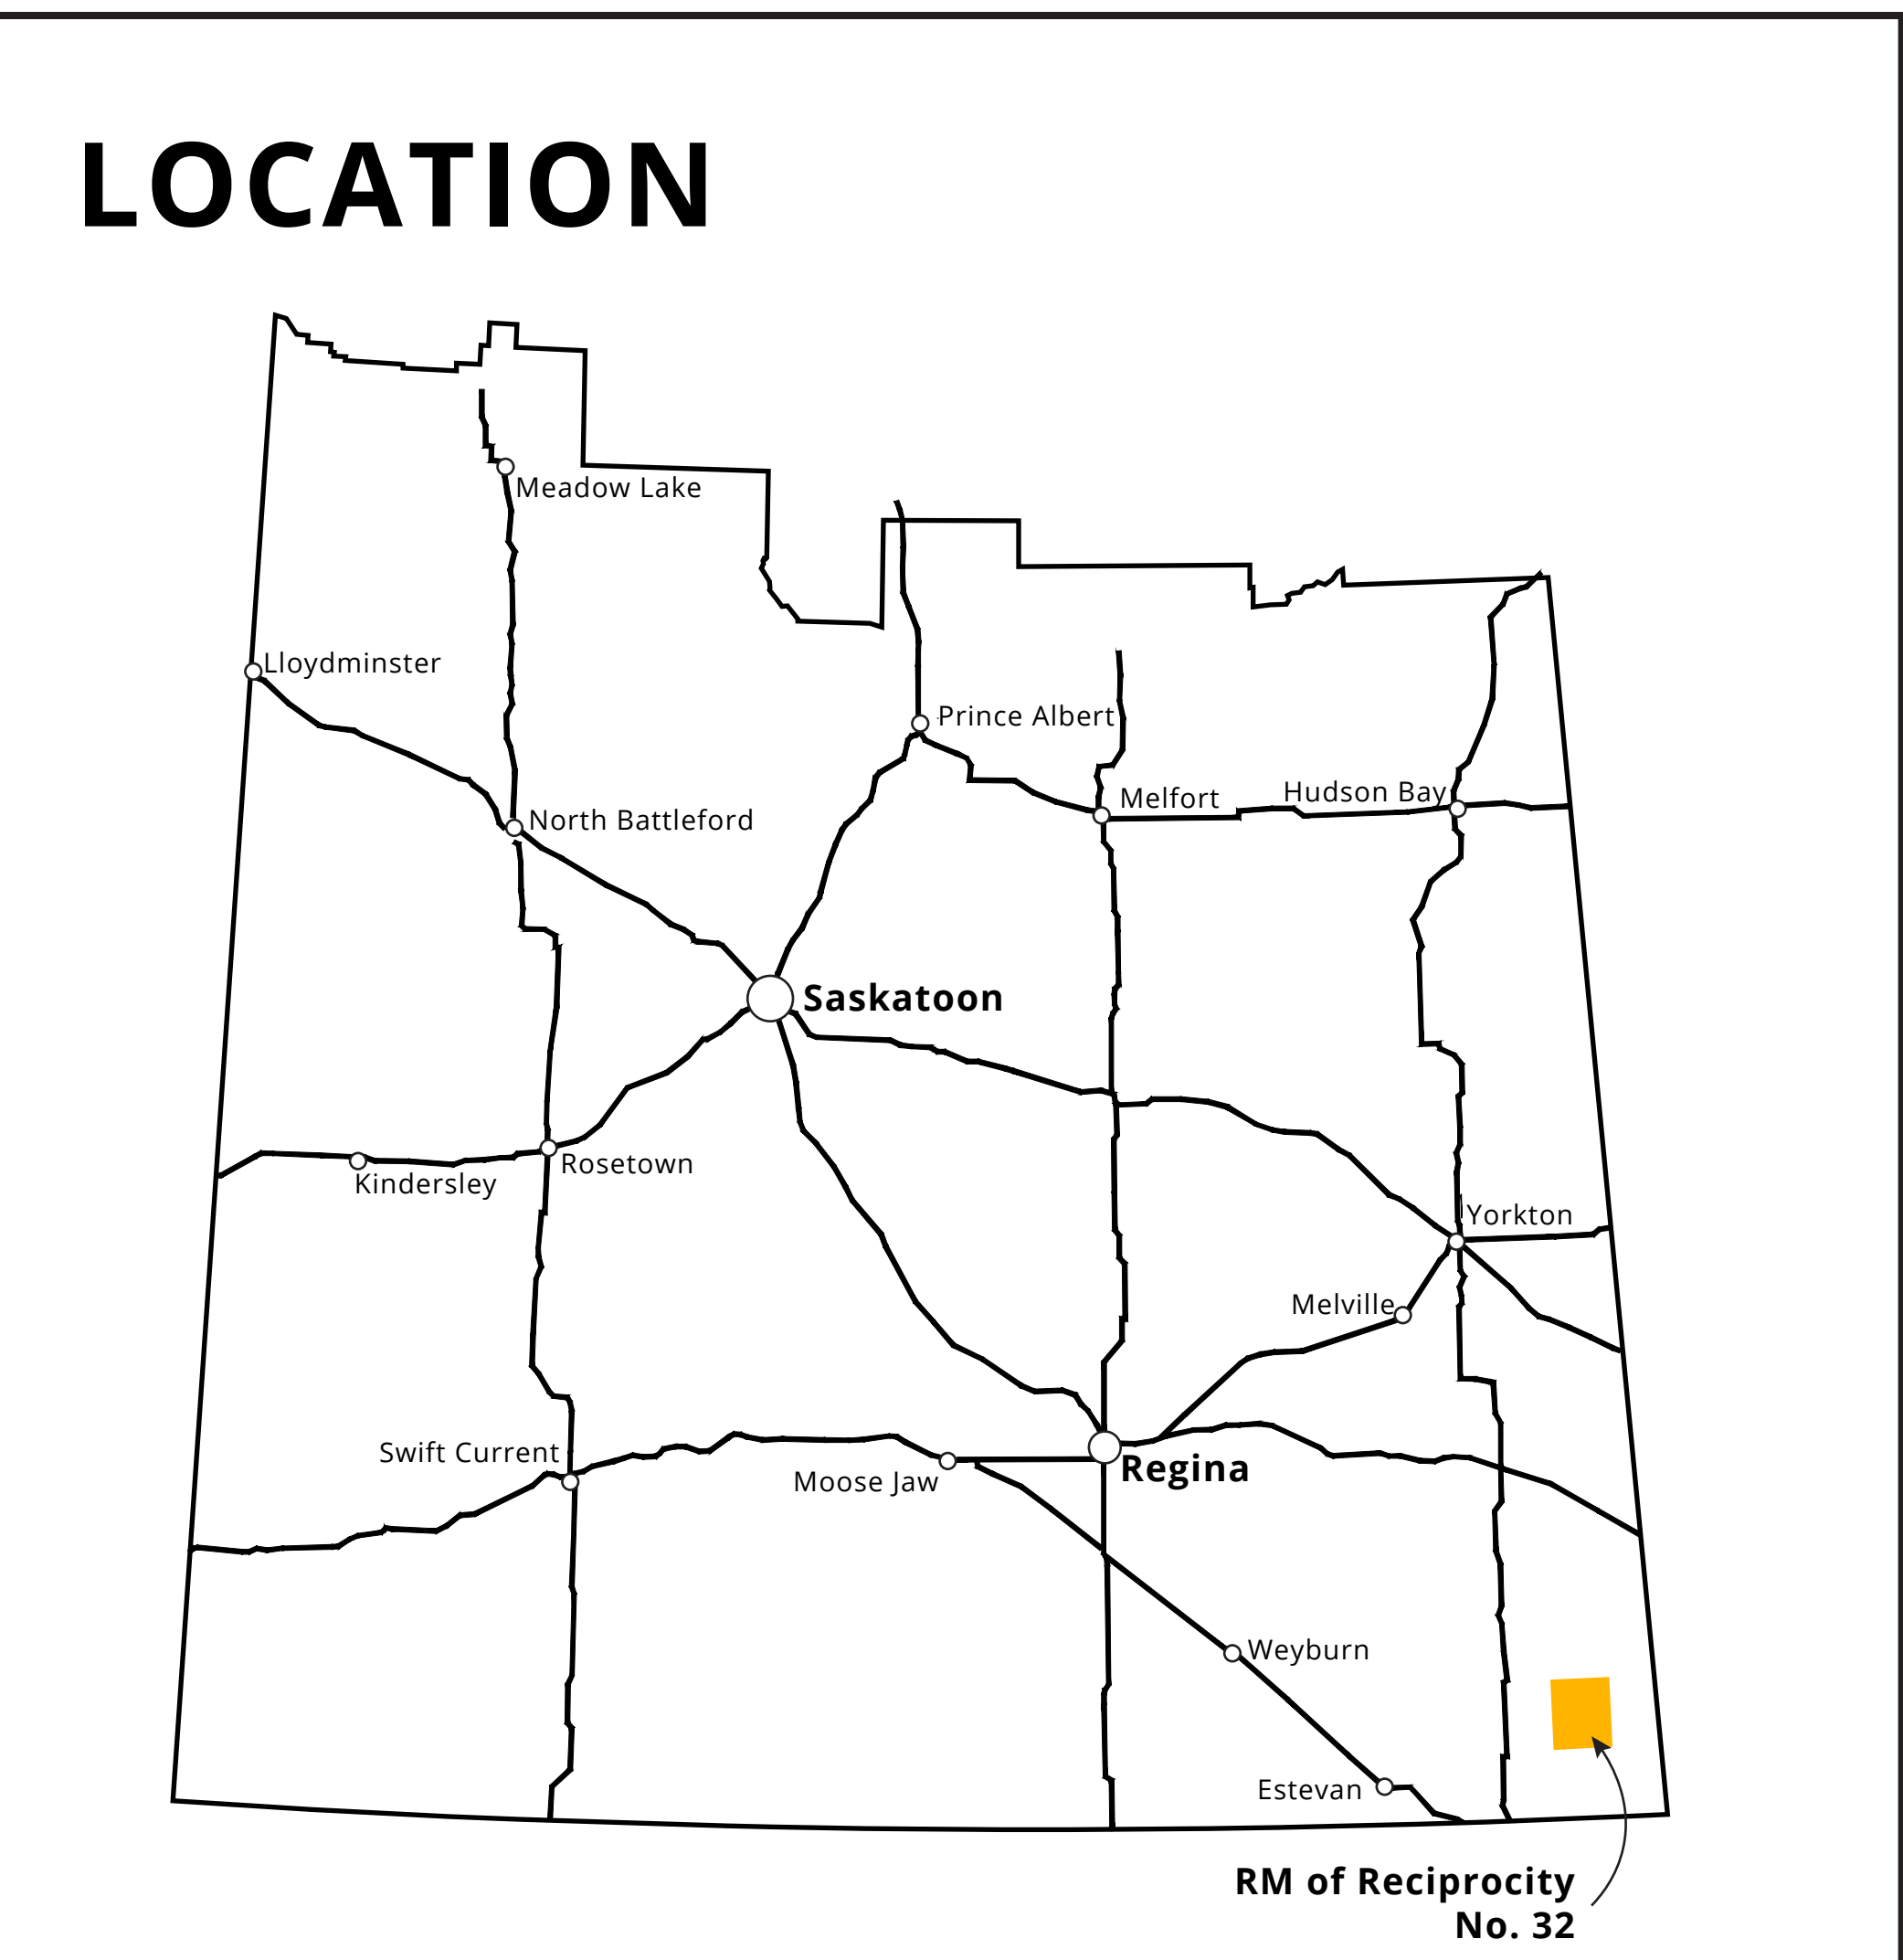 LOCATION
Meadow Lake
Lloydminster
Prince Albert
Hudson Bay
Melfort
North Battleford
Saskatoon
Rosetown
Kindersley
Yorkton
Melville
Swift Current
Regina
Moose Jaw
Weyburn
Estevan
RM of Reciprocity
No. 32